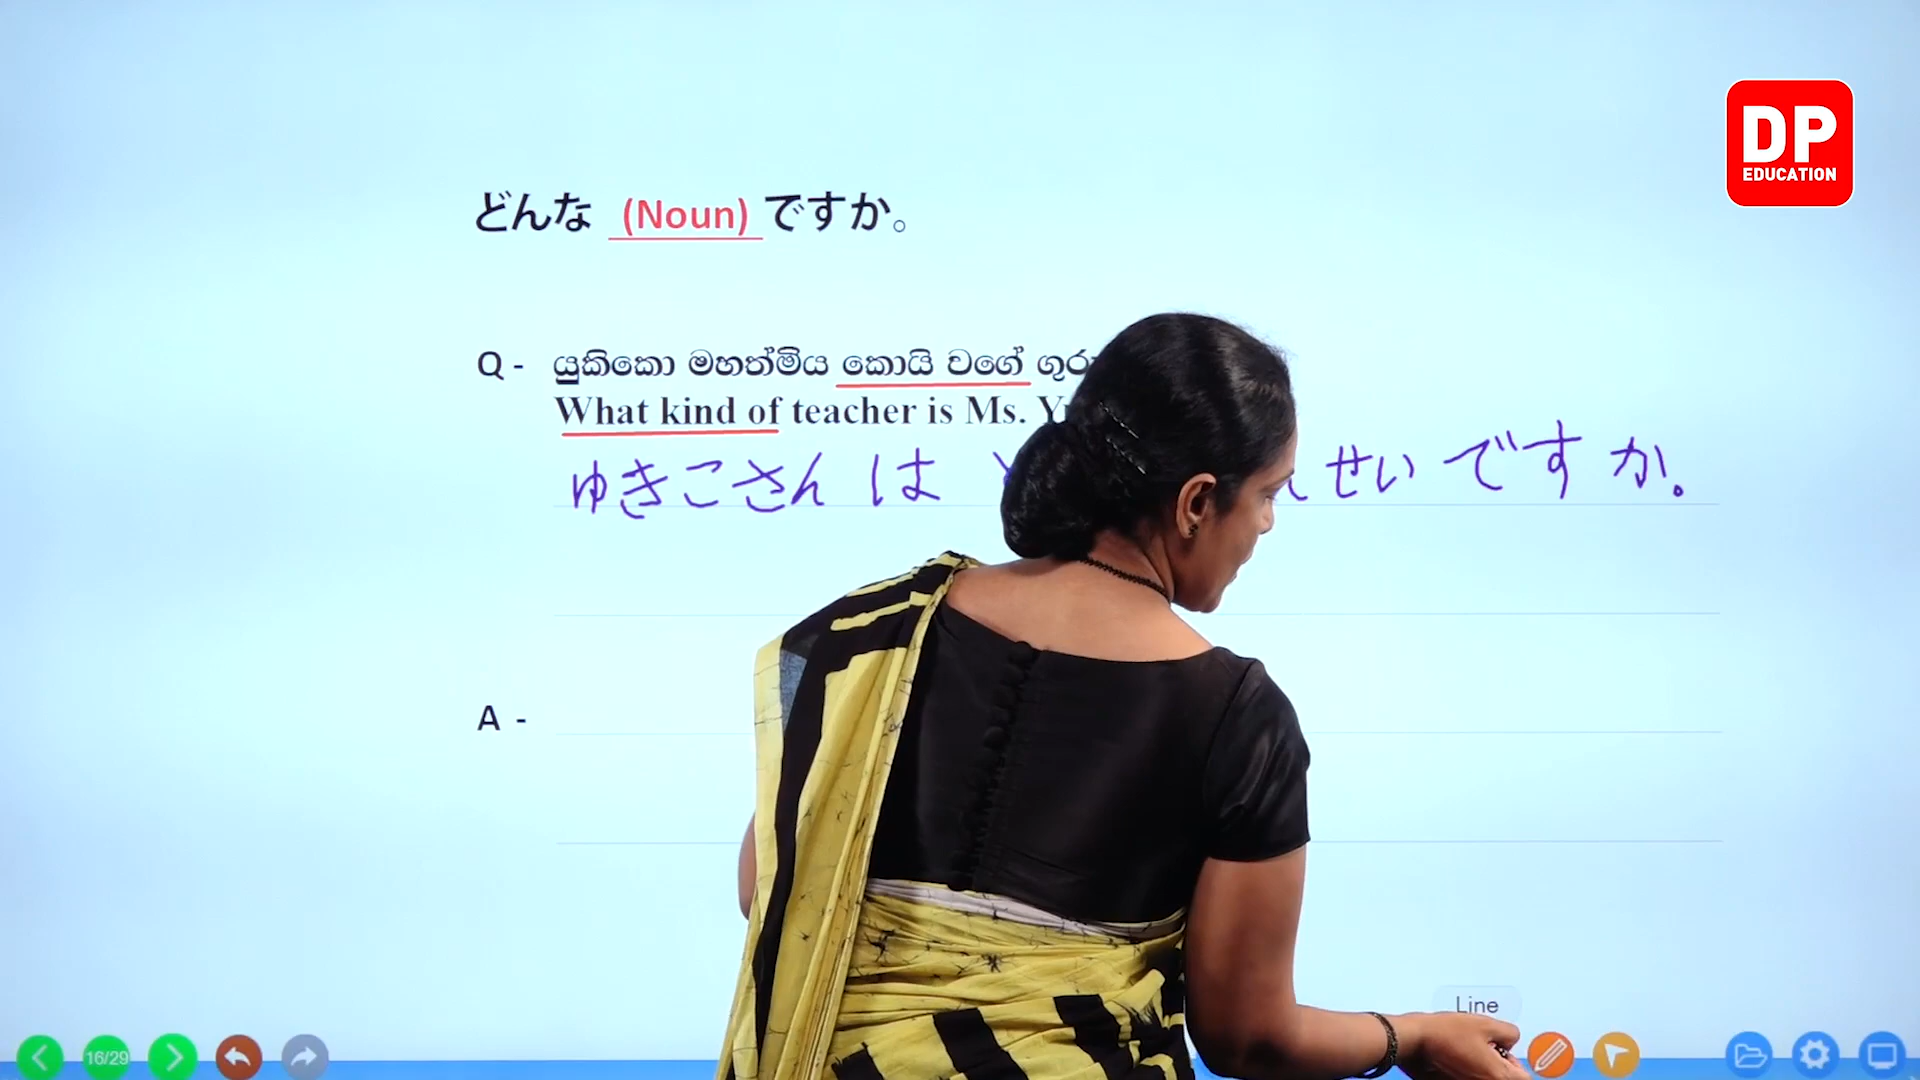 DP
EDUCATION
どんな (Noun) ですか。
Q - යුකිකො මහත්මිය කොයි වගේ
What kind of teacher is Ms.
ゆきこさん は せい です か。
A -
Line
16/29